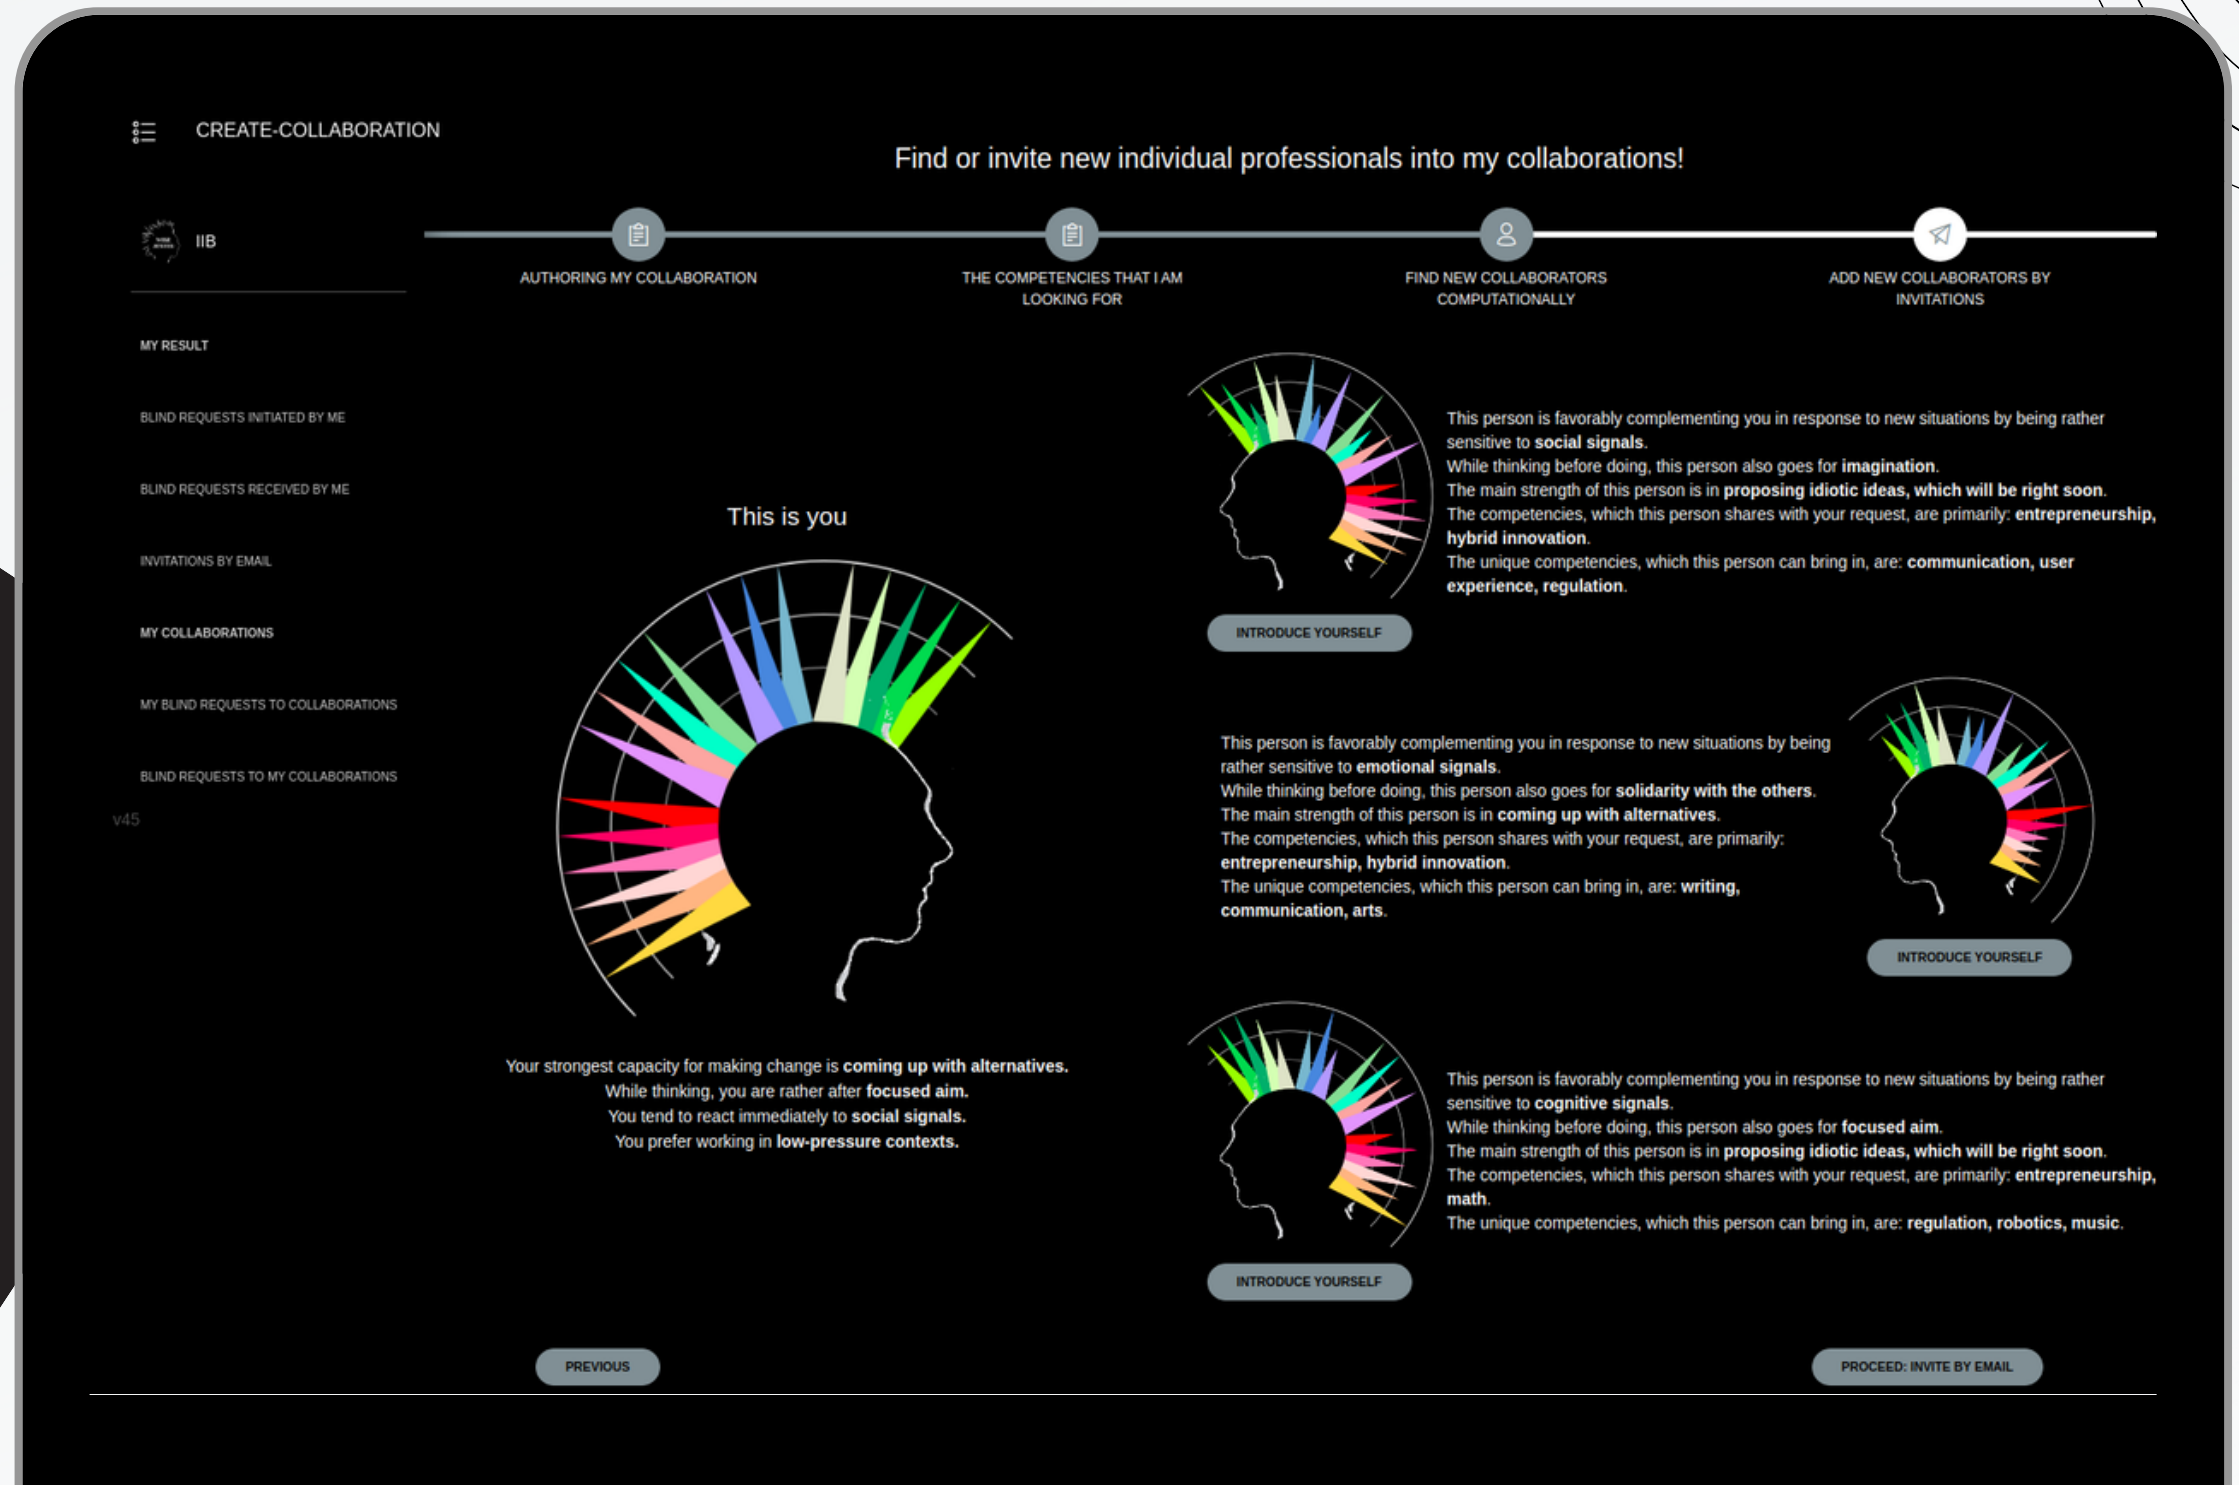 CREATE-COLLABORATION
Find or invite new individual professionals into my collaborations!
IIB
AUTHORING MY COLLABORATION
THE COMPETENCIES THAT I AM
LOOKING FOR
FIND NEW COLLABORATORS
COMPUTATIONALLY
ADD NEW COLLABORATORS BY
INVITATIONS
MY RESULT
BLIND REQUESTS INITIATED BY ME
BLIND REQUESTS RECEIVED BY ME
INVITATIONS BY EMAIL
MY COLLABORATIONS
MY BLIND REQUESTS TO COLLABORATIONS
BLIND REQUESTS TO MY COLLABORATIONS
v45
This is you
Your strongest capacity for making change is coming up with alternatives.
While thinking, you are rather after focused aim.
You tend to react immediately to social signals.
You prefer working in low-pressure contexts.
This person is favorably complementing you in response to new situations by being rather
sensitive to social signals.
While thinking before doing, this person also goes for imagination.
The main strength of this person is in proposing idiotic ideas, which will be right soon.
The competencies, which this person shares with your request, are primarily: entrepreneurship,
hybrid innovation.
The unique competencies, which this person can bring in, are: communication, user
experience, regulation.
INTRODUCE YOURSELF
This person is favorably complementing you in response to new situations by being
rather sensitive to emotional signals.
While thinking before doing, this person also goes for solidarity with the others.
The main strength of this person is in coming up with alternatives.
The competencies, which this person shares with your request, are primarily:
entrepreneurship, hybrid innovation.
The unique competencies, which this person can bring in, are: writing,
communication, arts.
INTRODUCE YOURSELF
This person is favorably complementing you in response to new situations by being rather
sensitive to cognitive signals.
While thinking before doing, this person also goes for focused aim.
The main strength of this person is in proposing idiotic ideas, which will be right soon.
The competencies, which this person shares with your request, are primarily: entrepreneurship,
math.
The unique competencies, which this person can bring in, are: regulation, robotics, music.
INTRODUCE YOURSELF
PREVIOUS
PROCEED: INVITE BY EMAIL